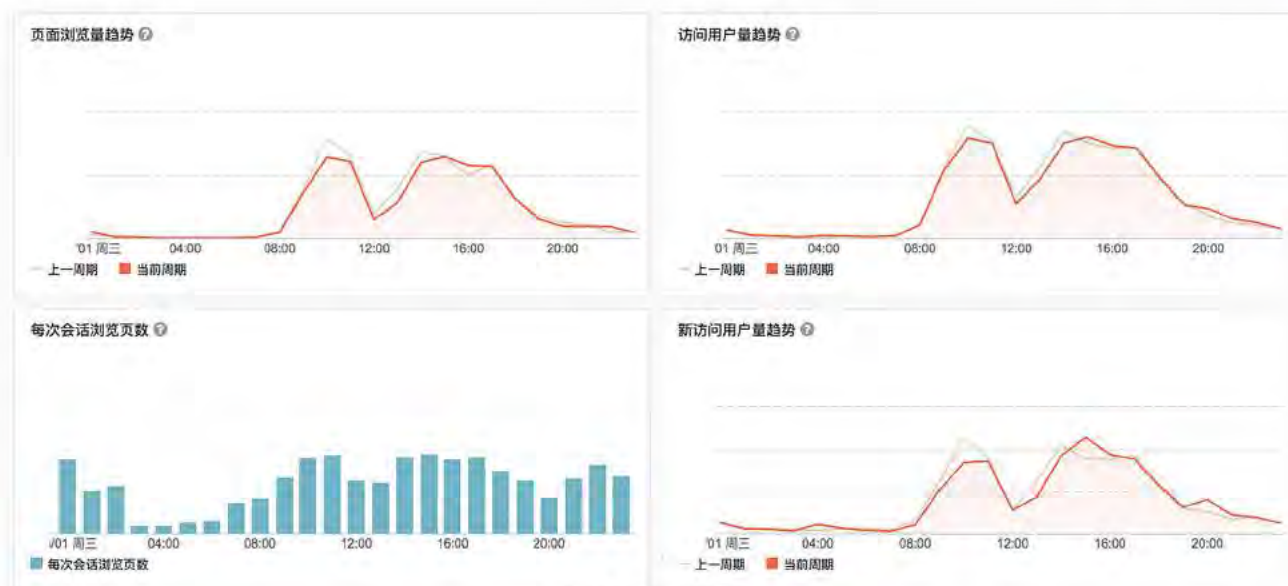 页面浏览量趋势 ?
'01 周三 04:00 08:00 12:00 16:00 20:00
上一周期 当前周期
访问用户量趋势 ?
'01 周三 04:00 08:00 12:00 16:00 20:00
上一周期 当前周期
每次会话浏览页数 ?
/01 周三 04:00 08:00 12:00 16:00 20:00
每次会话浏览页数
新访问用户量趋势 ?
'01 周三 04:00 08:00 12:00 16:00 20:00
上一周期 当前周期